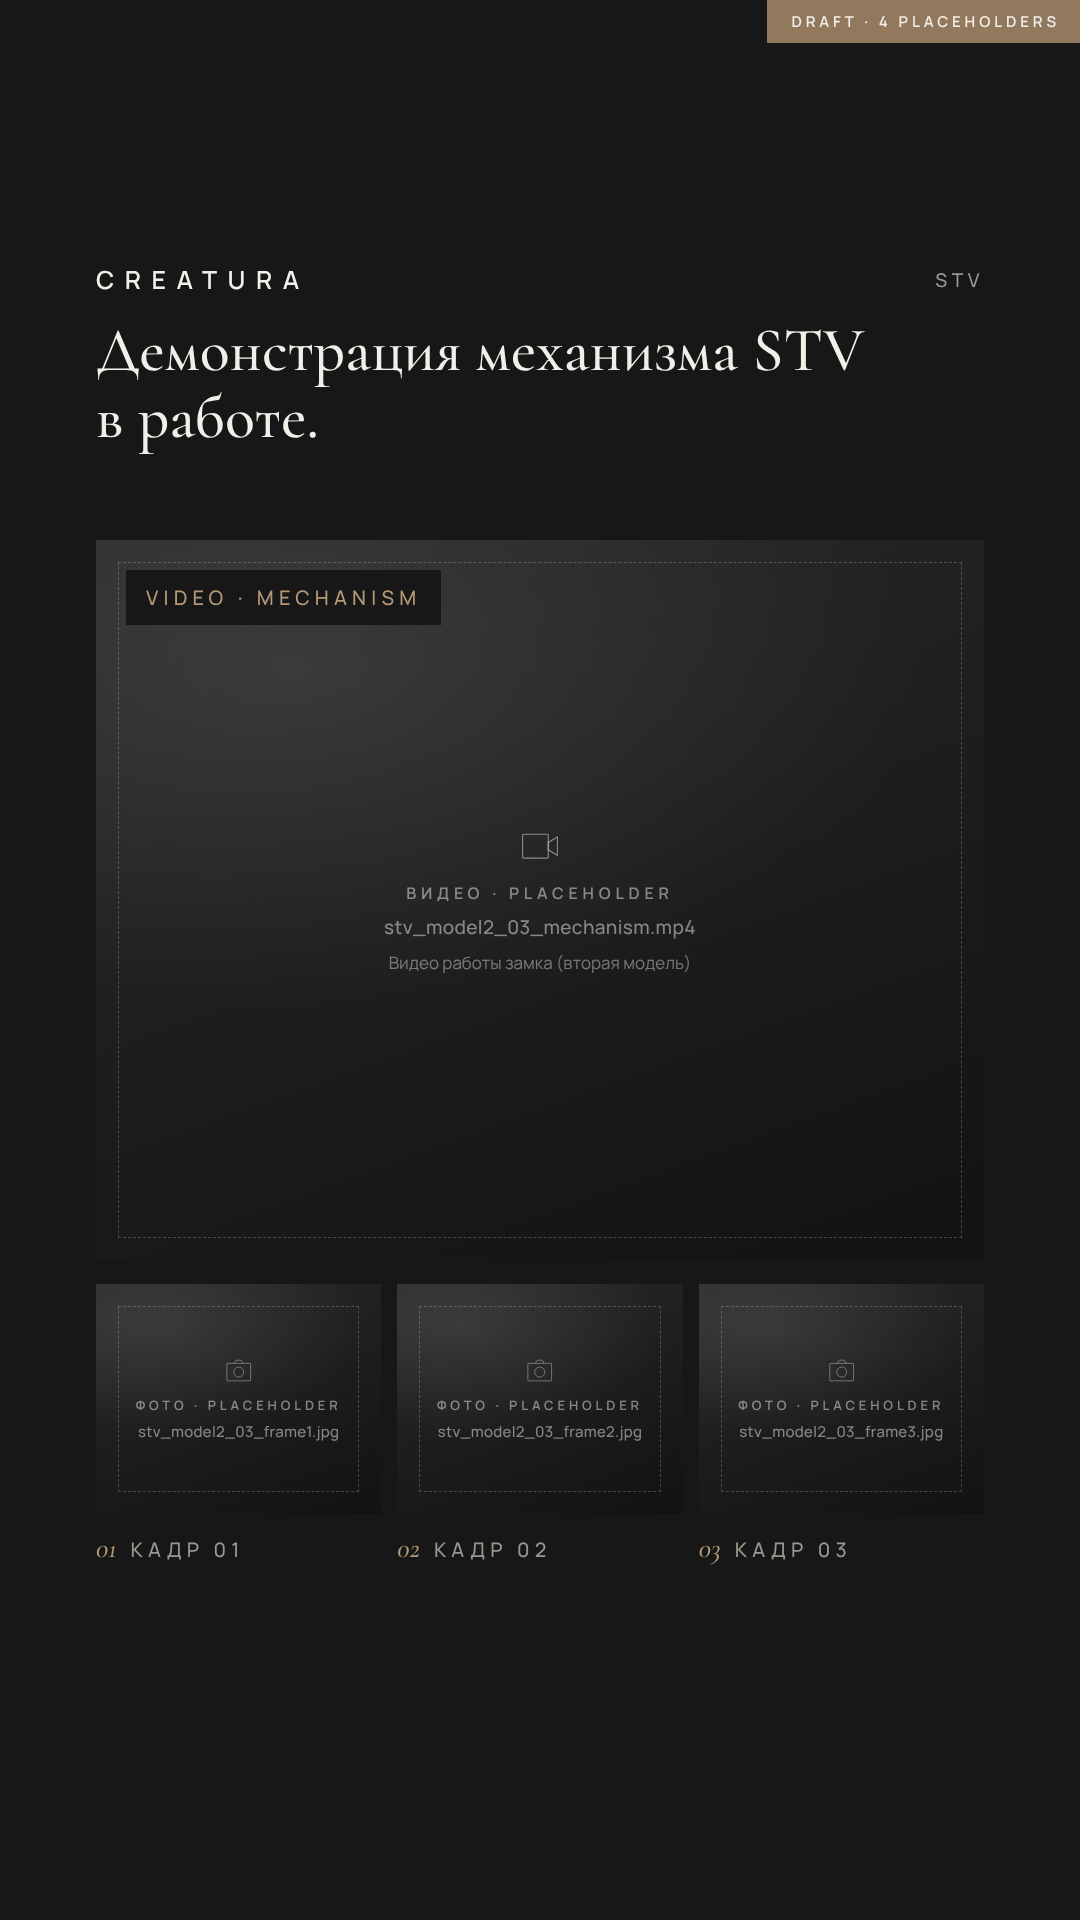 DRAFT · 4 PLACEHOLDERS
CREATURA
STV
Демонстрация механизма STV
в работе.
VIDEO · MECHANISM
ВИДЕО · PLACEHOLDER
stv_model2_03_mechanism.mp4
Видео работы замка (вторая модель)
ФОТО · PLACEHOLDER
stv_model2_03_frame1.jpg
ФОТО · PLACEHOLDER
stv_model2_03_frame2.jpg
ФОТО · PLACEHOLDER
stv_model2_03_frame3.jpg
01 КАДР 01
02 КАДР 02
03 КАДР 03